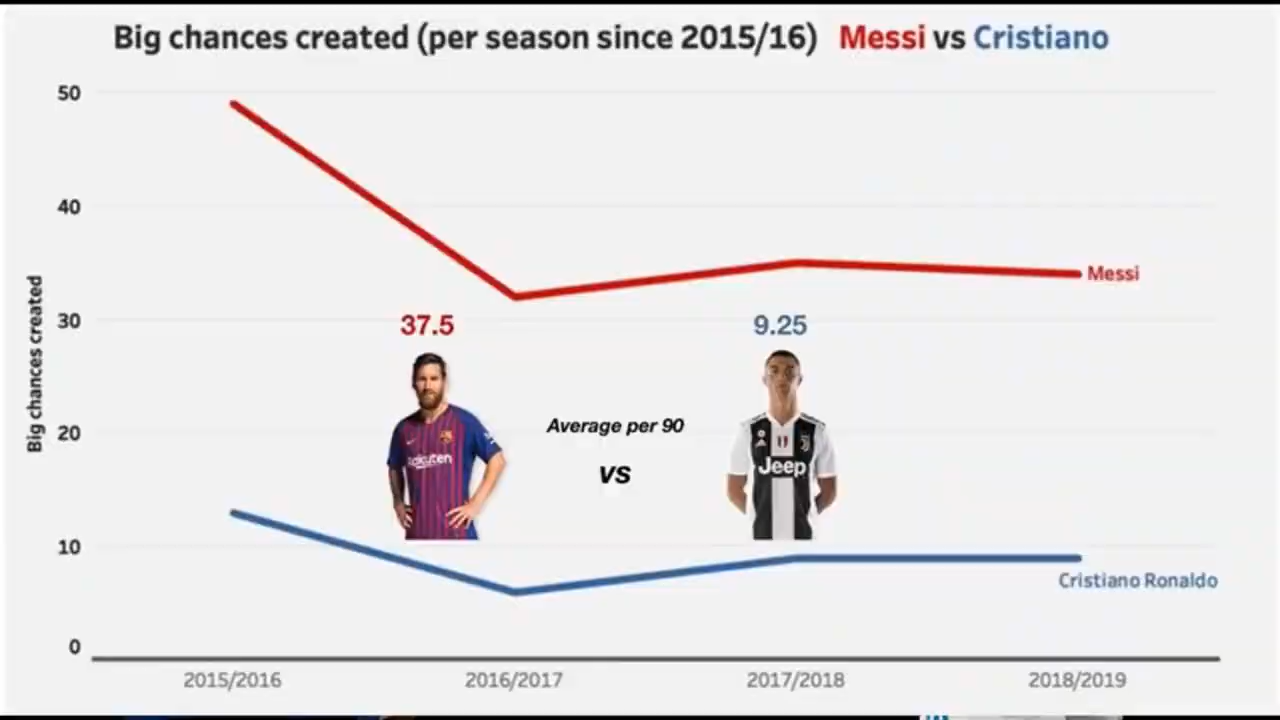 Big chances created (per season since 2015/16) Messi vs Cristiano
50
40
30
20
10
0
Big chances created
Messi
37.5
9.25
Average per 90
VS
Rakuten
Jeep
Cristiano Ronaldo
2015/2016
2016/2017
2017/2018
2018/2019